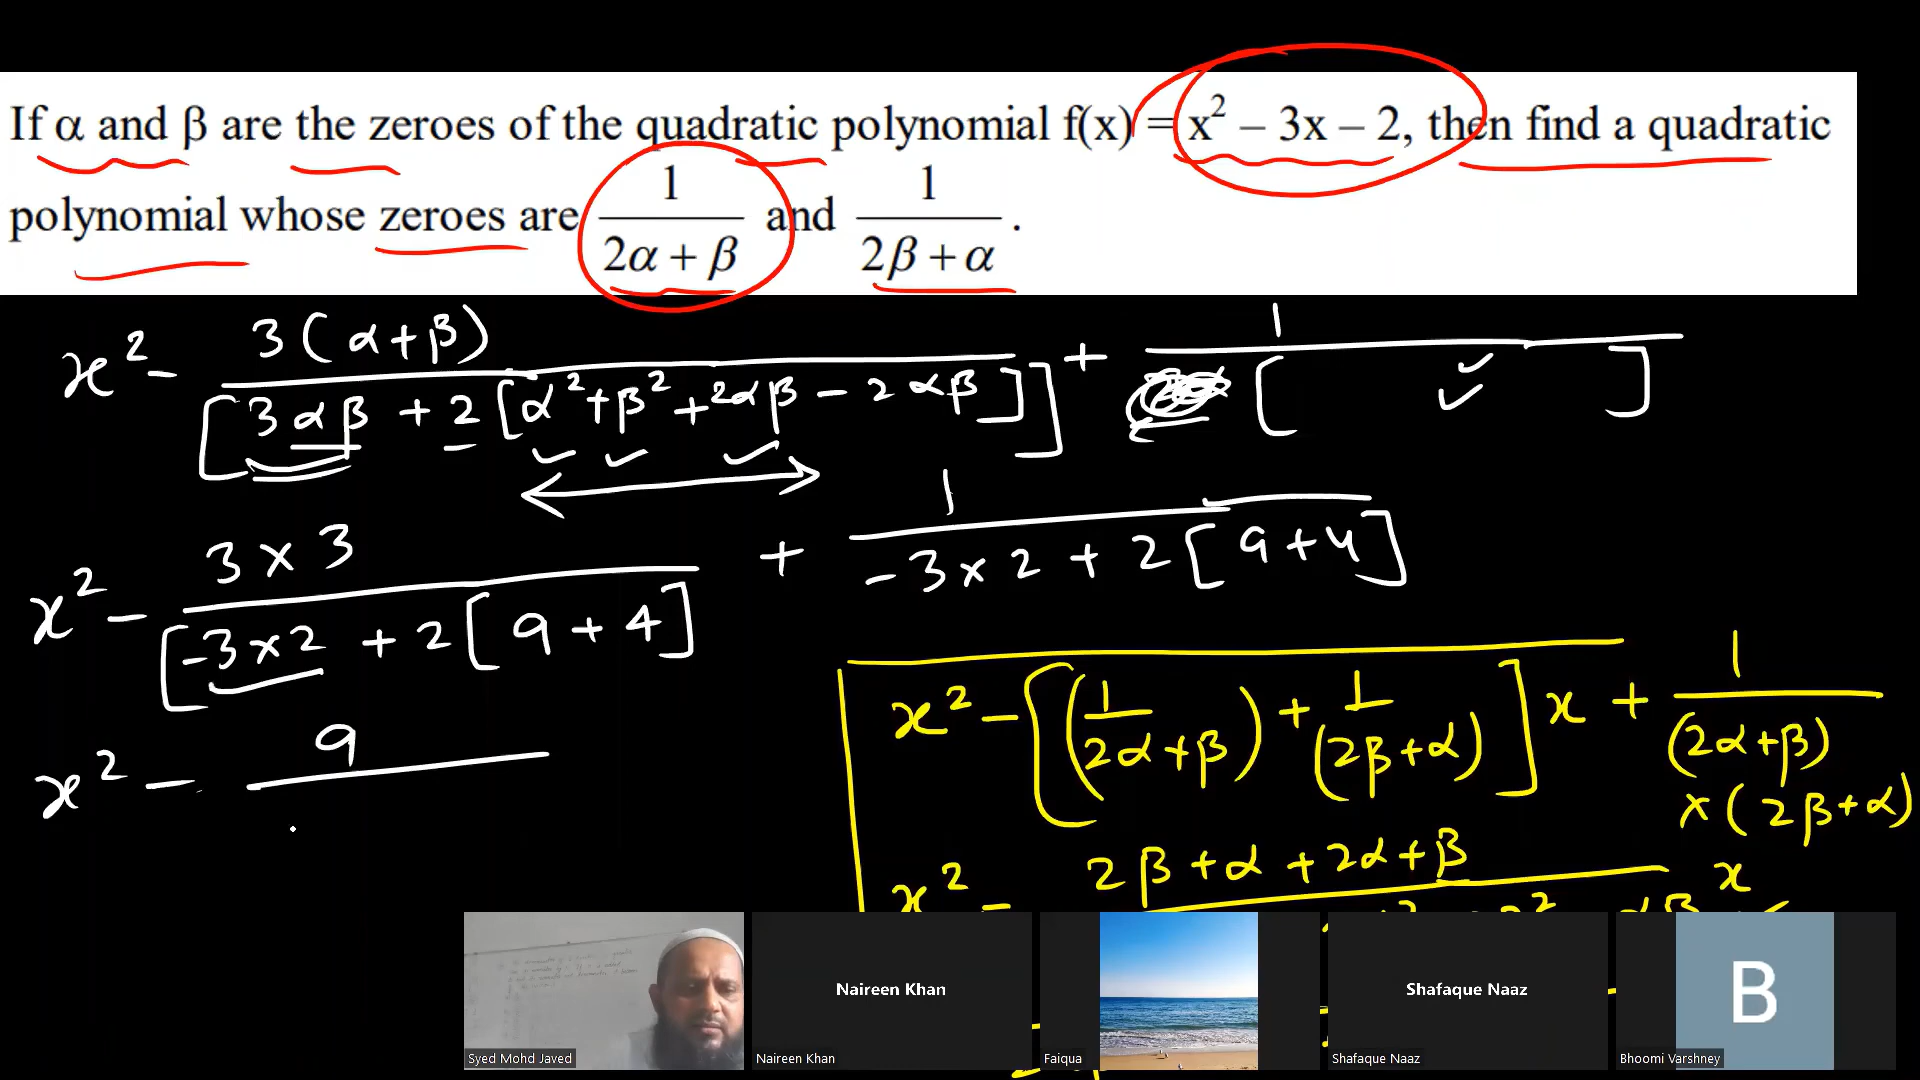 If α and β are the zeroes of the quadratic polynomial f(x) = x² – 3x – 2, then find a quadratic
polynomial whose zeroes are 1/(2α + β) and 1/(2β + α) .
x² - 3(α+β)/[3αβ + 2[α²+β²+2αβ - 2αβ]] + 1/[ ]
x² - 3×3/[-3×2 + 2[9+4]] + 1/-3×2+2[9+4]
x² - 9
x² - [(1/2α+β) + 1/(2β+α)] x + 1/(2α+β)×(2β+α)
x² - 2β+α+2α+β x
Naireen Khan
Shafaque Naaz
B
Syed Mohd Javed
Naireen Khan
Faiqua
Shafaque Naaz
Bhoomi Varshney